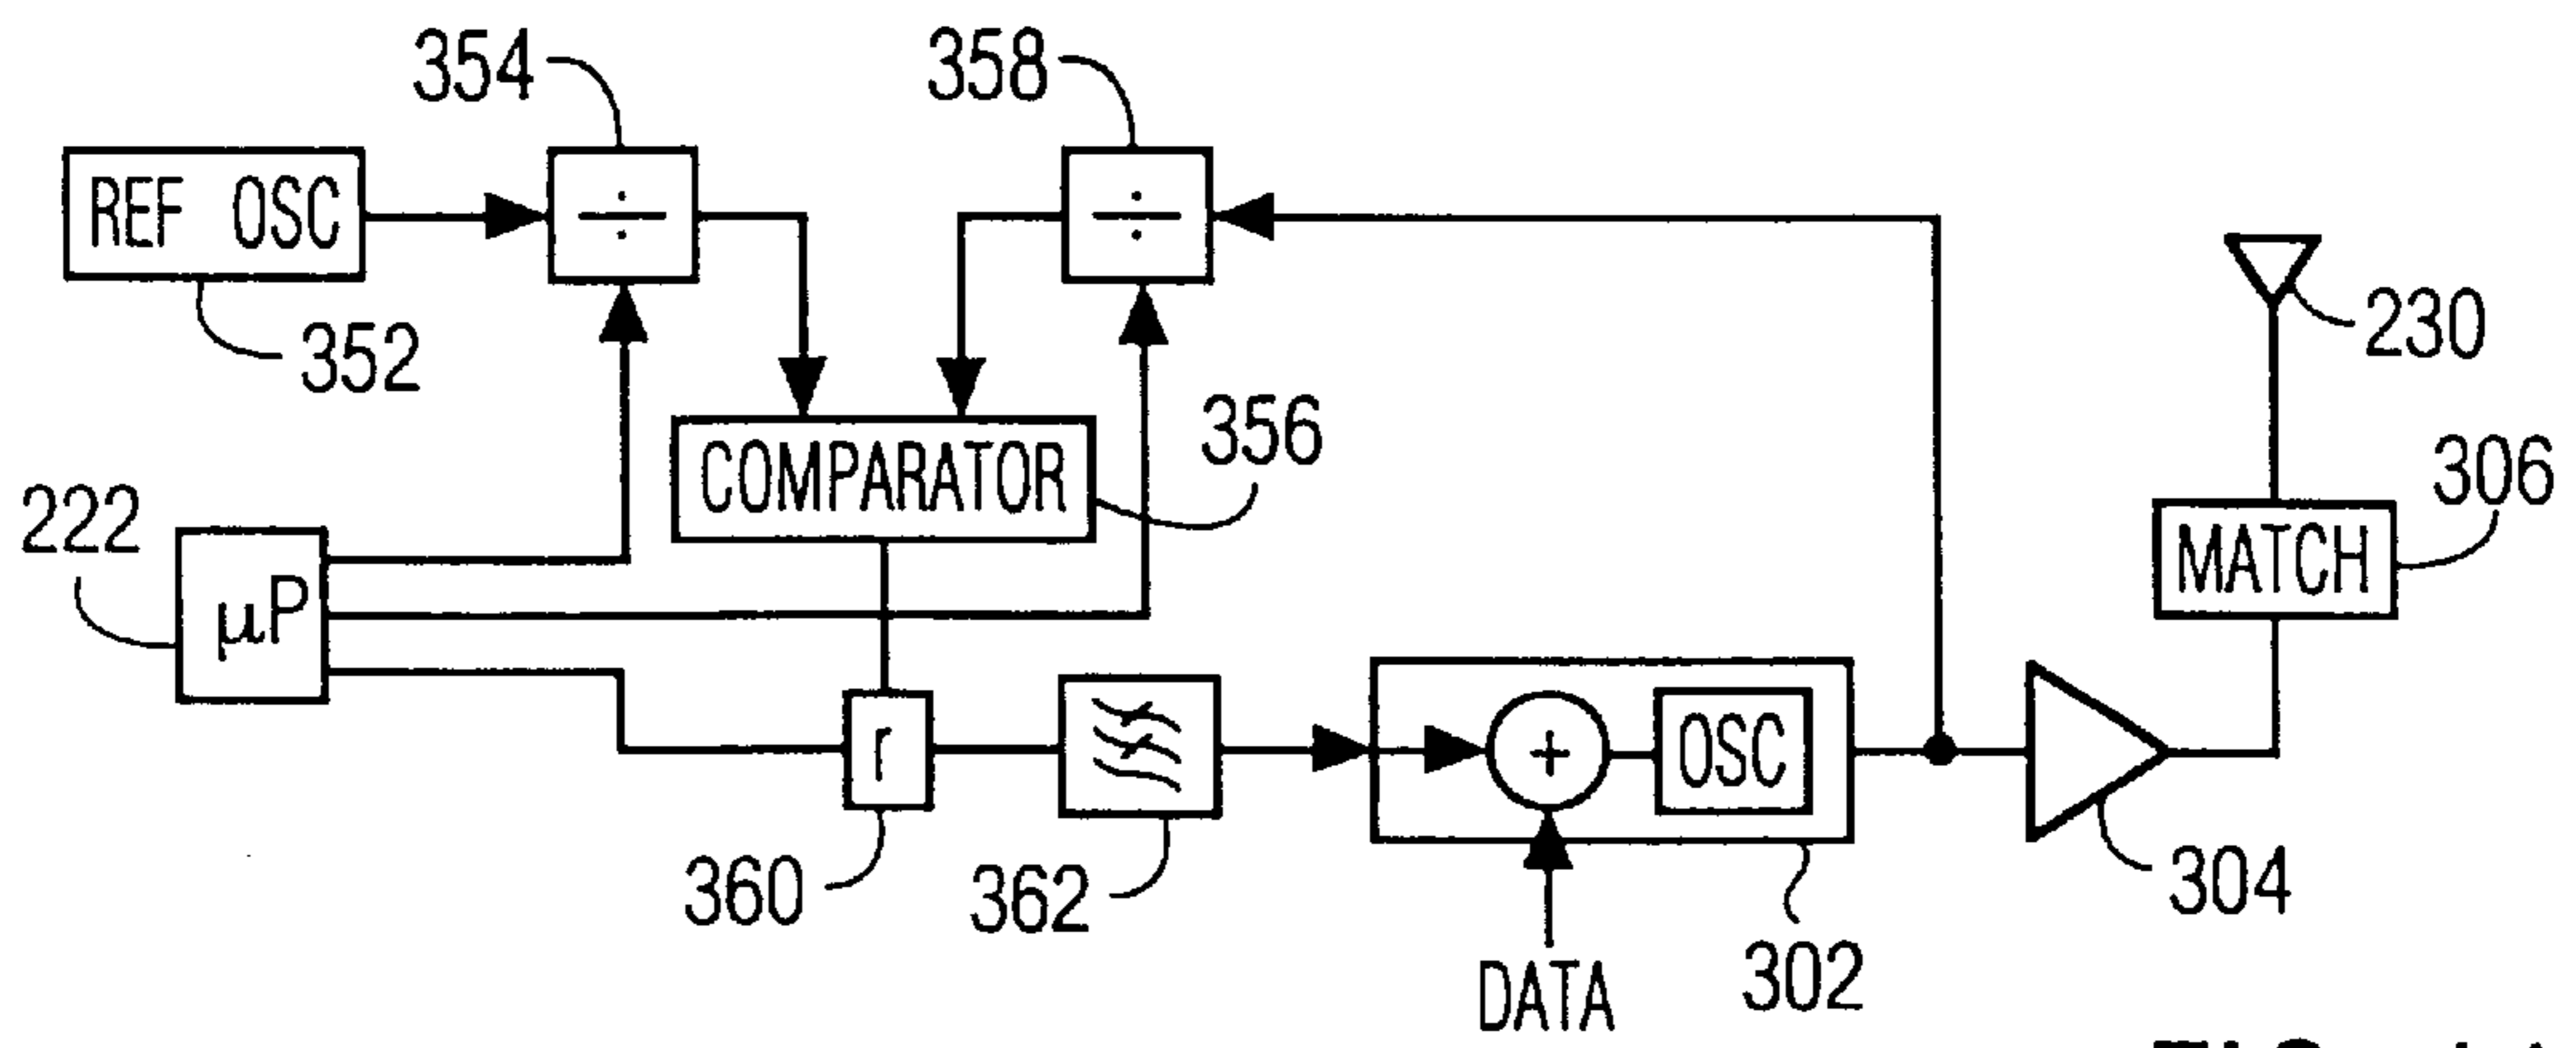 354
358
REF OSC
÷
÷
352
230
COMPARATOR
356
306
222
μP
MATCH
+
OSC
360
362
304
302
DATA